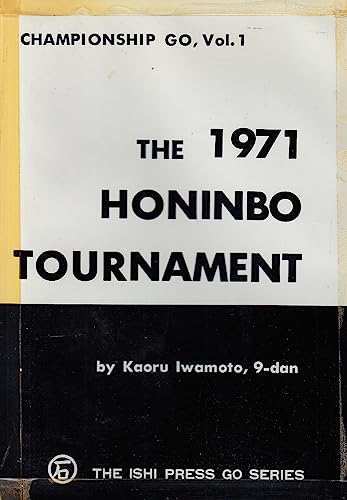 CHAMPIONSHIP GO, Vol. 1
THE 1971
HONINBO
TOURNAMENT
by Kaoru Iwamoto, 9-dan
THE ISHI PRESS GO SERIES